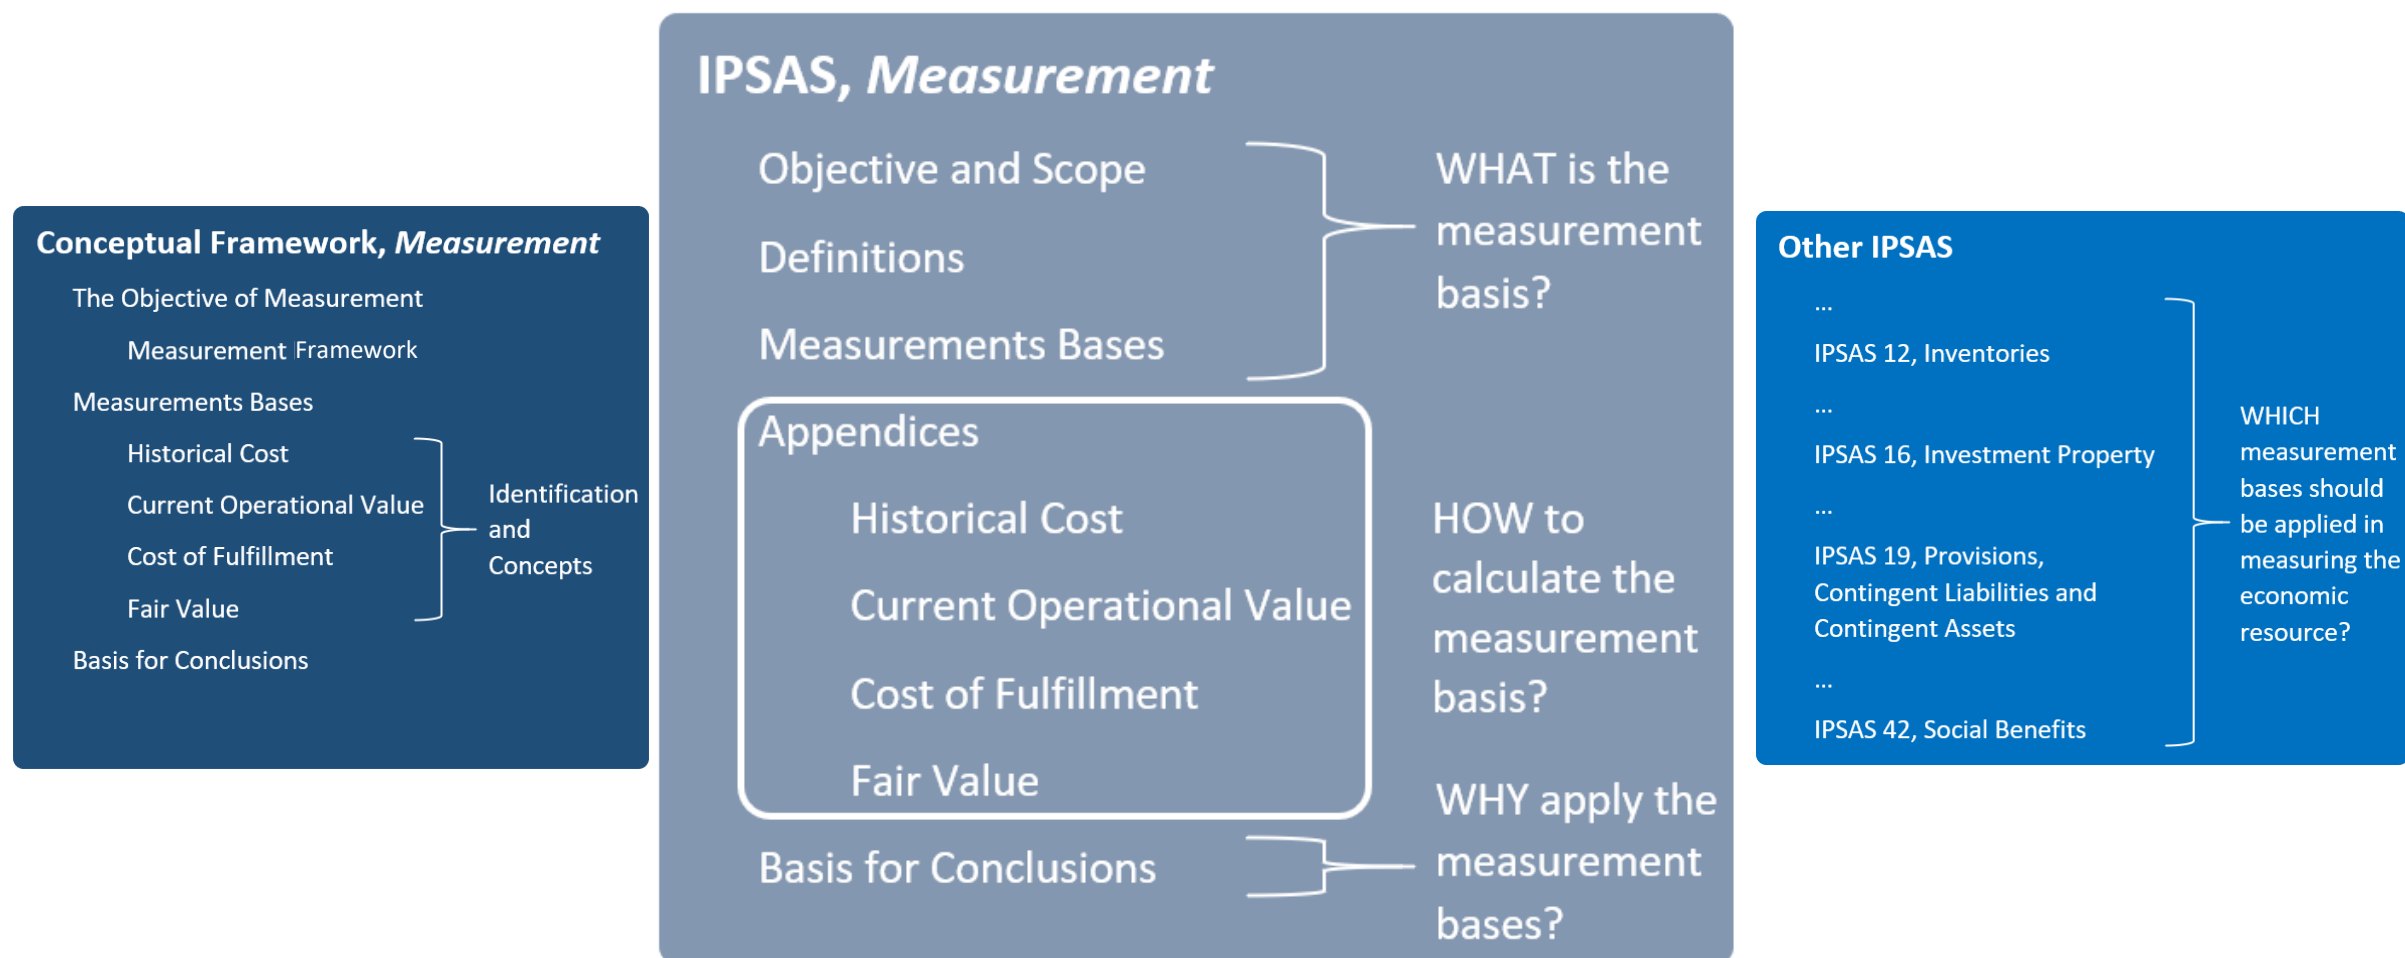 Conceptual Framework, Measurement
The Objective of Measurement
Measurement Framework
Measurements Bases
Historical Cost
Current Operational Value
Cost of Fulfillment
Fair Value
Identification
and
Concepts
Basis for Conclusions
IPSAS, Measurement
Objective and Scope
Definitions
Measurements Bases
WHAT is the
measurement
basis?
Appendices
Historical Cost
Current Operational Value
Cost of Fulfillment
Fair Value
HOW to
calculate the
measurement
basis?
Basis for Conclusions
WHY apply the
measurement
bases?
Other IPSAS
...
IPSAS 12, Inventories
...
IPSAS 16, Investment Property
...
IPSAS 19, Provisions,
Contingent Liabilities and
Contingent Assets
...
IPSAS 42, Social Benefits
WHICH
measurement
bases should
be applied in
measuring the
economic
resource?